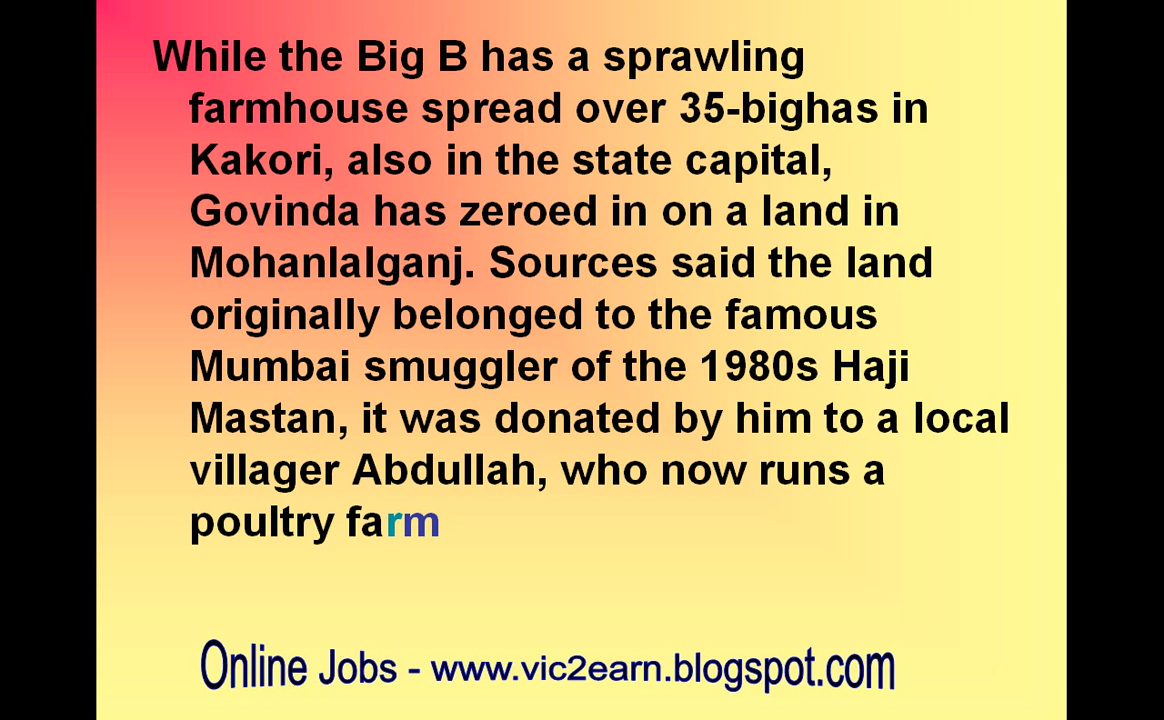 While the Big B has a sprawling
farmhouse spread over 35-bighas in
Kakori, also in the state capital,
Govinda has zeroed in on a land in
Mohanlalganj. Sources said the land
originally belonged to the famous
Mumbai smuggler of the 1980s Haji
Mastan, it was donated by him to a local
villager Abdullah, who now runs a
poultry farm
Online Jobs - www.vic2earn.blogspot.com